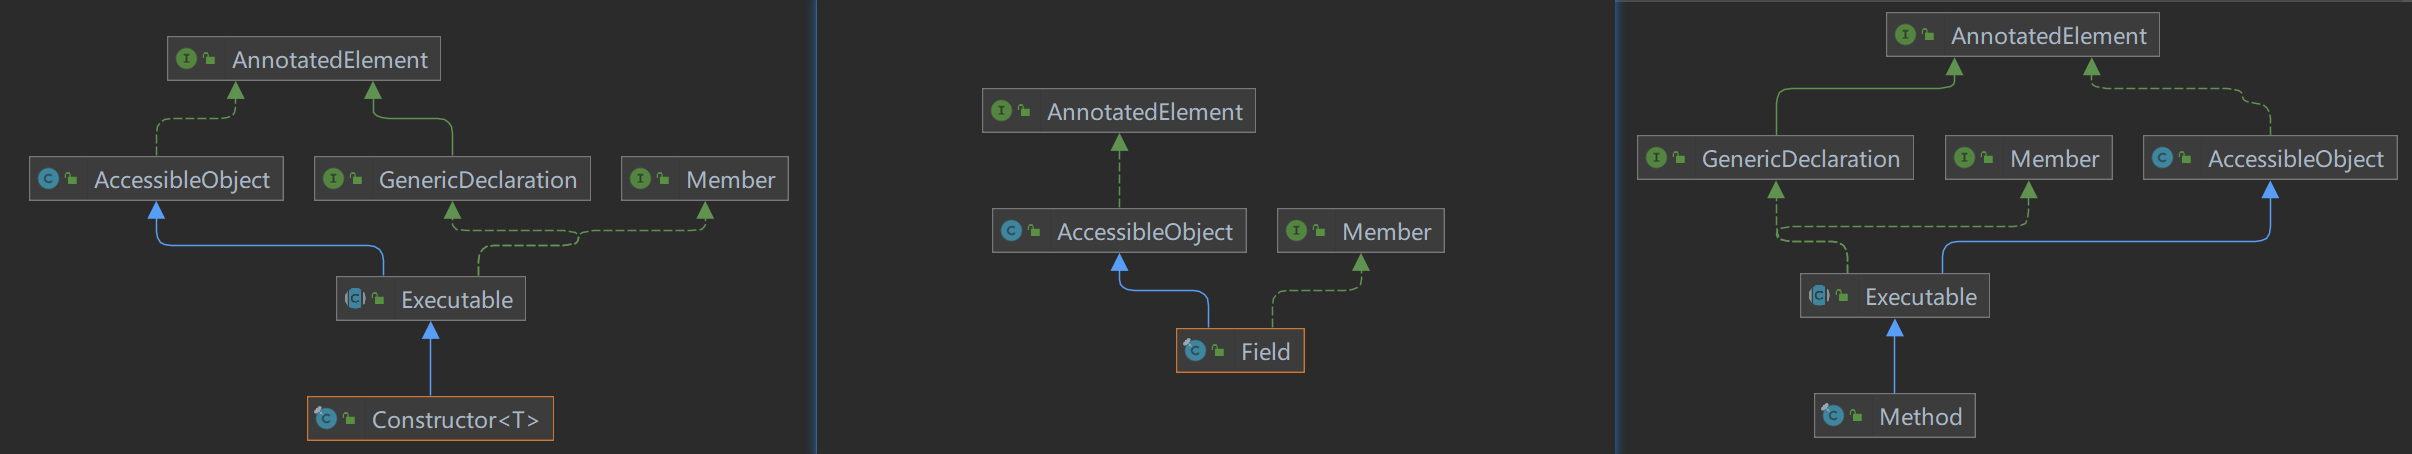 AnnotatedElement
AccessibleObject
GenericDeclaration
Member
Executable
Constructor<T>
AnnotatedElement
AccessibleObject
Member
Field
AnnotatedElement
GenericDeclaration
Member
AccessibleObject
Executable
Method